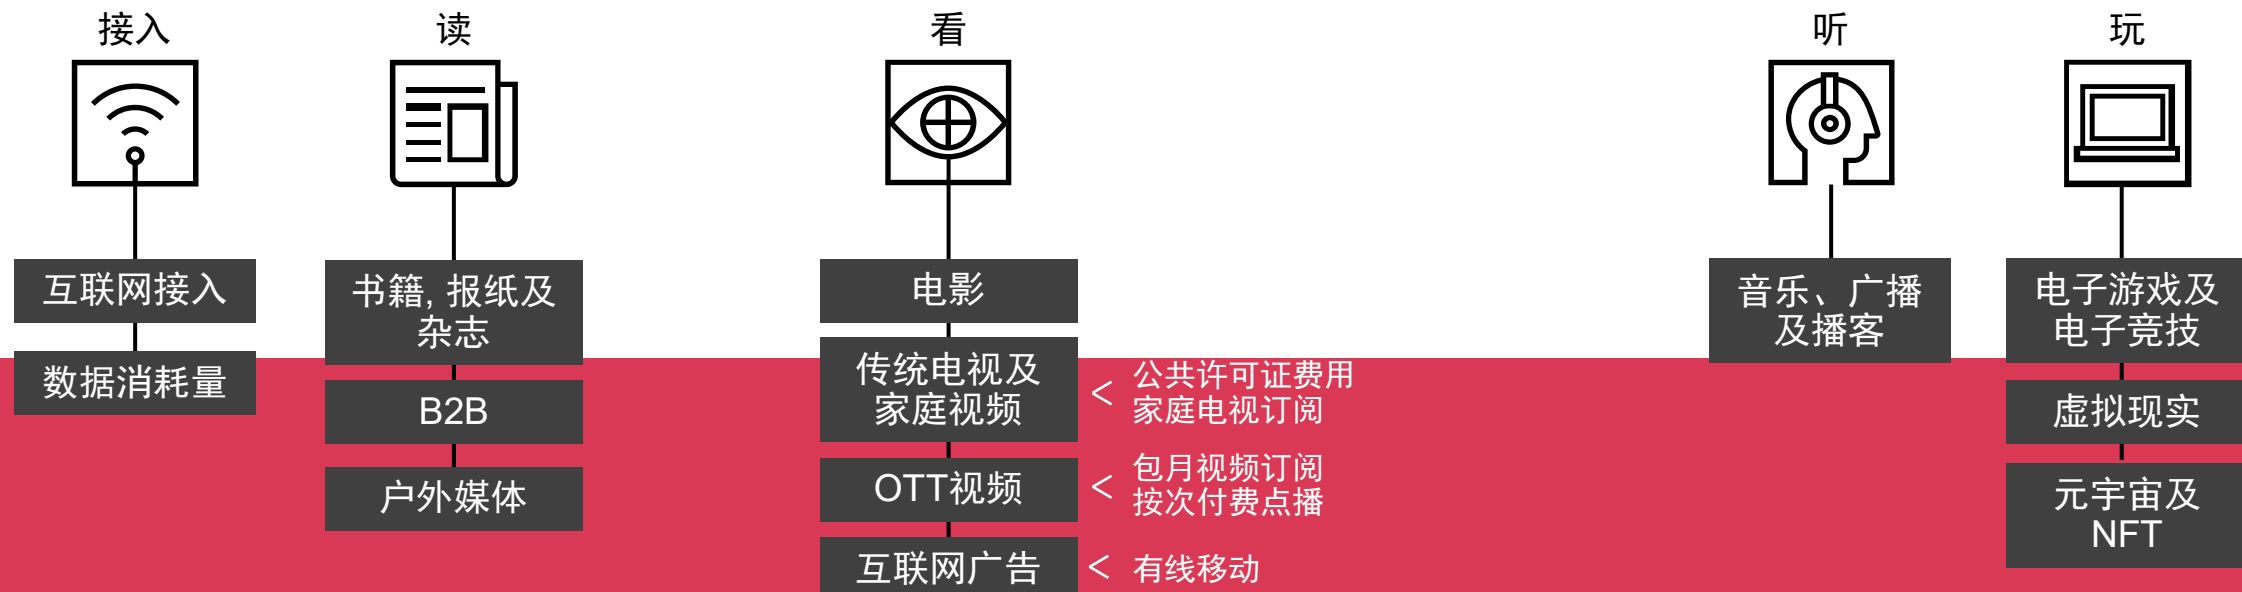 接入
互联网接入
数据消耗量
读
书籍, 报纸及
杂志
B2B
户外媒体
看
电影
传统电视及
家庭视频
公共许可证费用
家庭电视订阅
OTT视频
包月视频订阅
按次付费点播
互联网广告
有线移动
听
音乐、广播
及播客
玩
电子游戏及
电子竞技
虚拟现实
元宇宙及
NFT